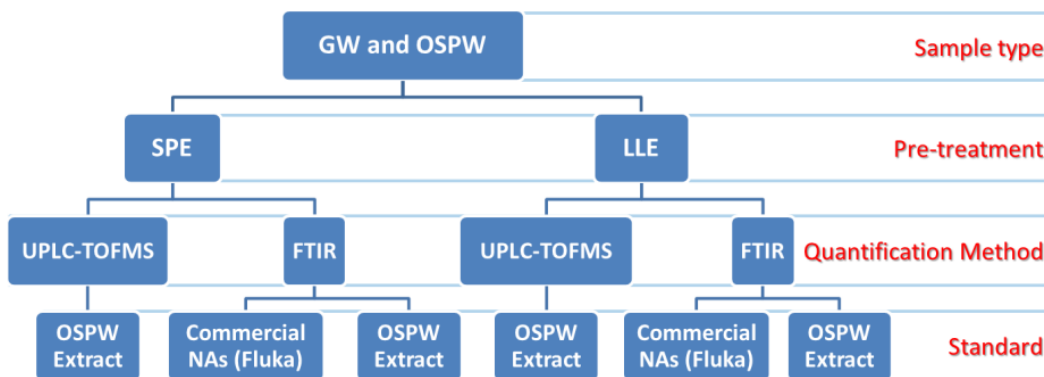 GW and OSPW
Sample type
SPE
LLE
Pre-treatment
UPLC-TOFMS
FTIR
UPLC-TOFMS
FTIR
Quantification Method
OSPW
Extract
Commercial
NAs (Fluka)
OSPW
Extract
OSPW
Extract
Commercial
NAs (Fluka)
OSPW
Extract
Standard